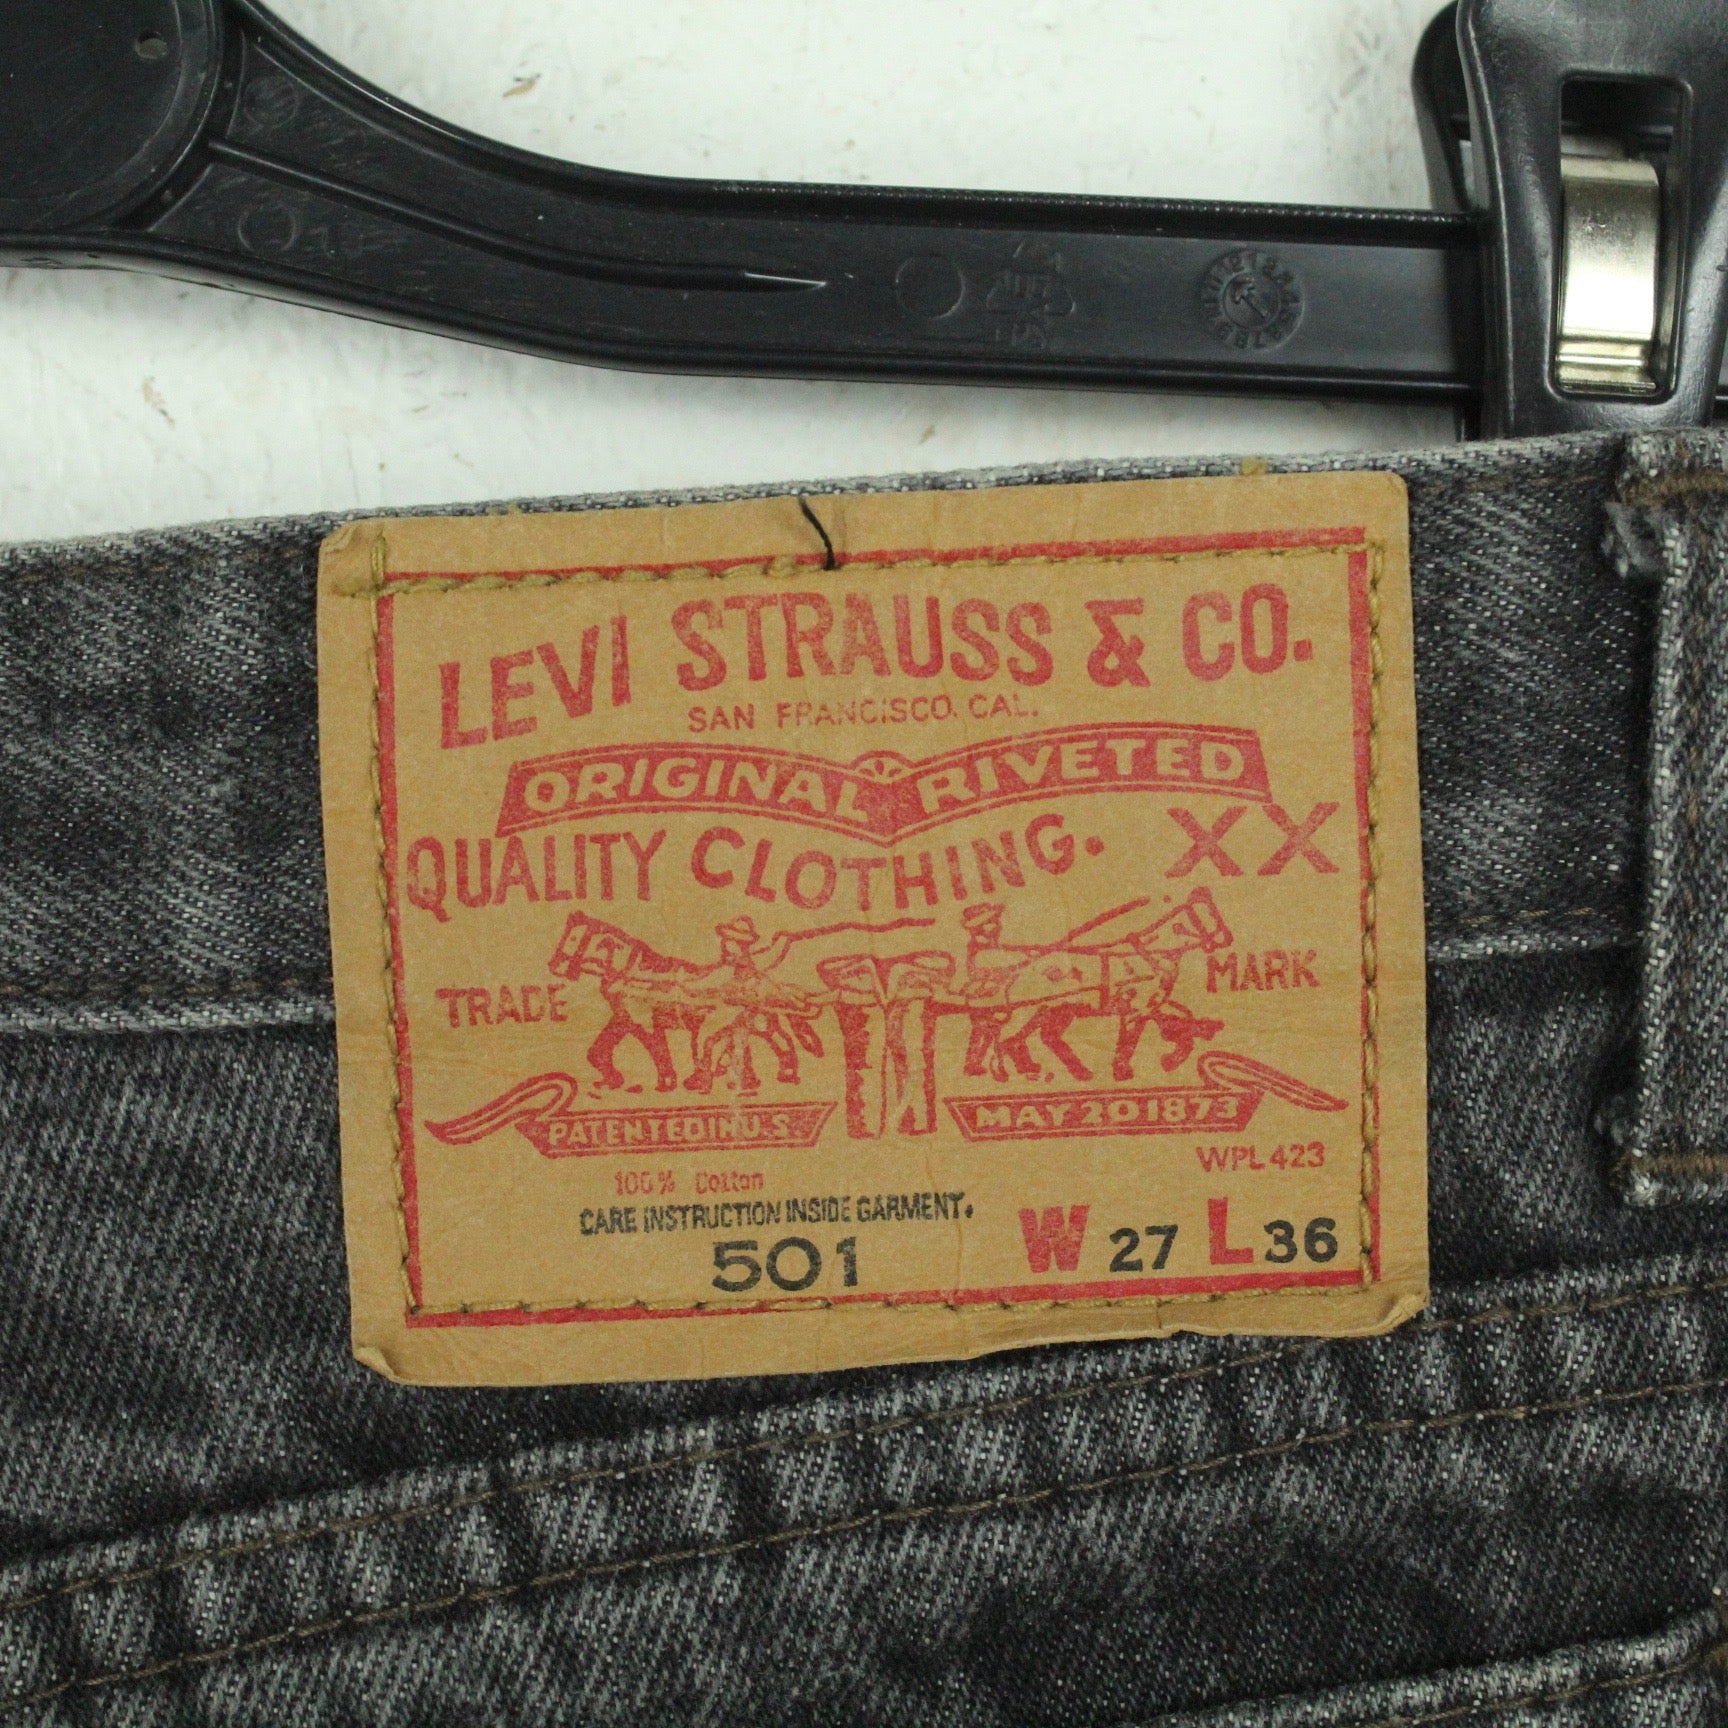 LEVI STRAUSS & CO.
SAN FRANCISCO, CAL.
ORIGINAL RIVETED
QUALITY CLOTHING. XX
TRADE MARK
PATENTED IN U.S. MAY 20 1873
WPL 423
100% Cotton
CARE INSTRUCTION INSIDE GARMENT.
501 W 27 L 36